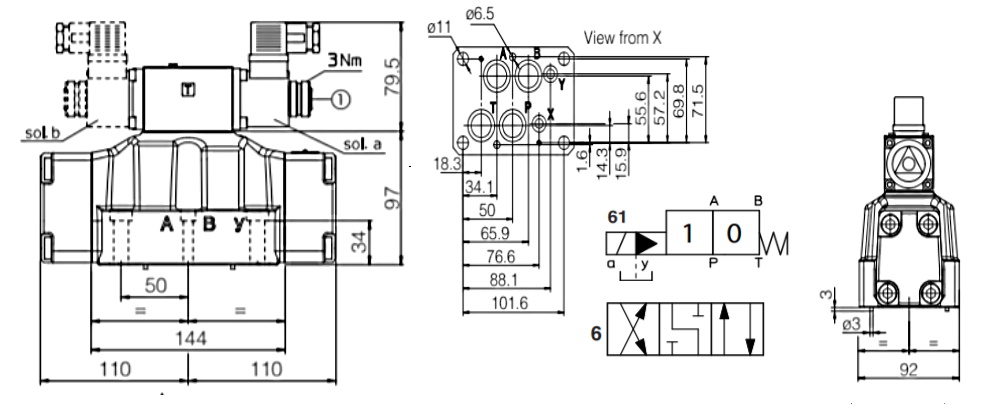 3 Nm
1
sol. b
sol. a
79.5
97
34
A B y
50
= =
144
110 110
ø11
ø6.5
View from X
A B
Y
T P
X
55.6
57.2
69.8
71.5
1.6
14.3
15.9
18.3
34.1
50
65.9
76.6
88.1
101.6
61
A B
1 0
a y
P T
6
3
ø3
= =
92